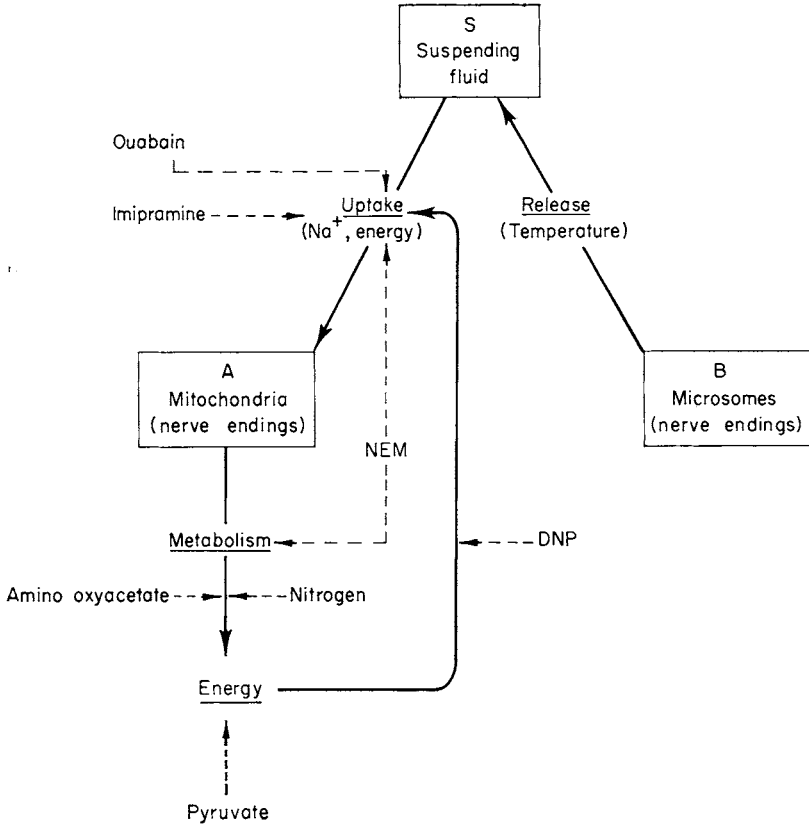 S
Suspending
fluid
Ouabain
Imipramine
Uptake
(Na+, energy)
Release
(Temperature)
A
Mitochondria
(nerve endings)
B
Microsomes
(nerve endings)
NEM
Metabolism
DNP
Amino oxyacetate
Nitrogen
Energy
Pyruvate